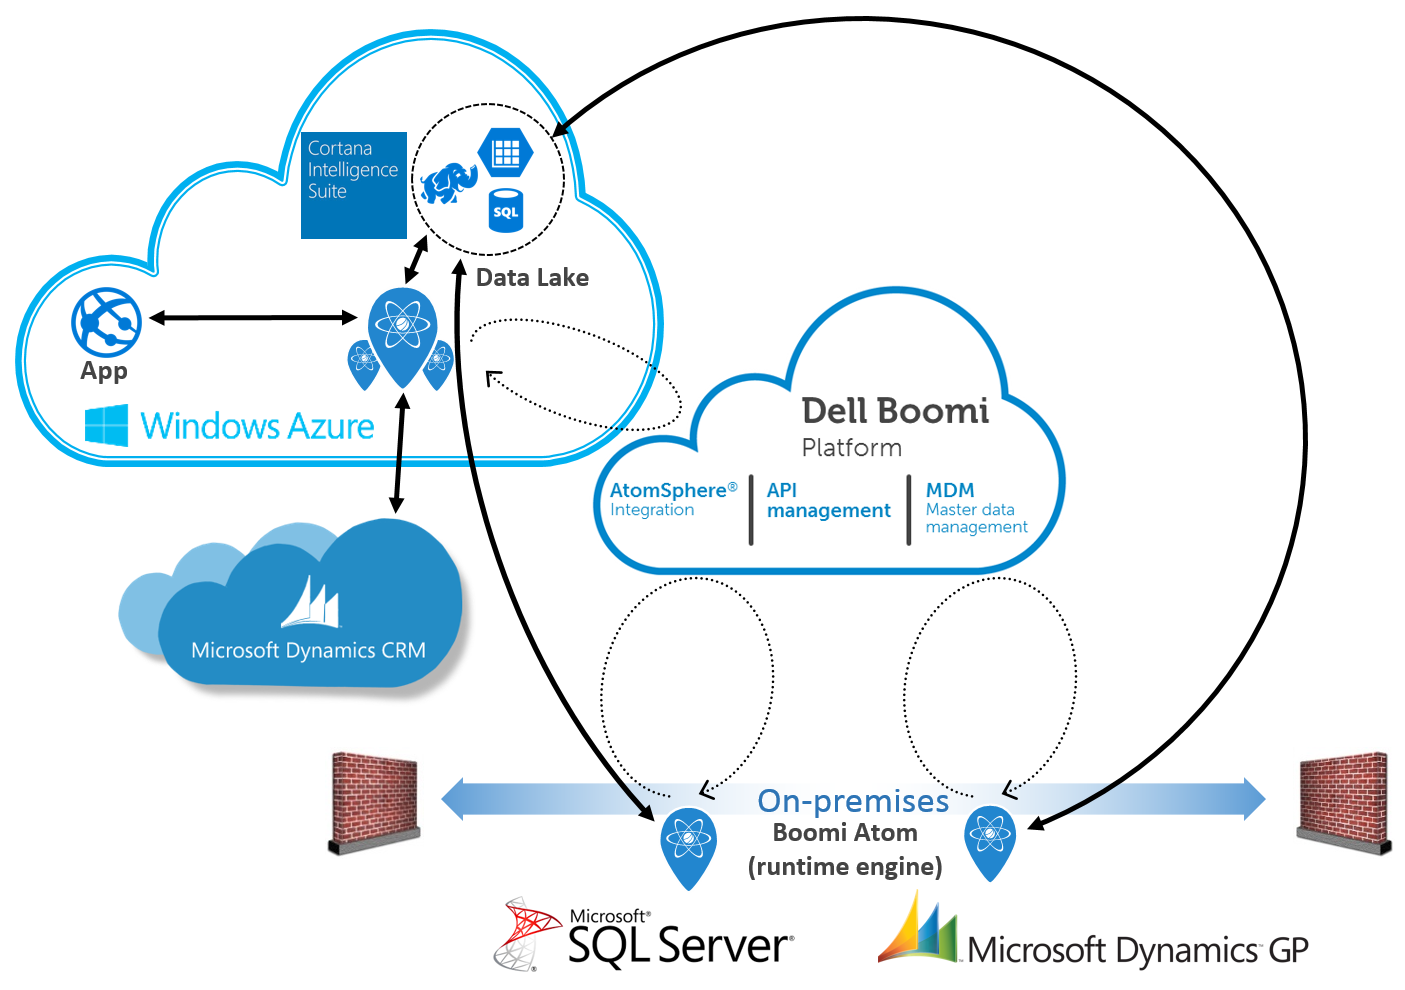 Cortana
Intelligence
Suite
SQL
Data Lake
App
Windows Azure
Dell Boomi
Platform
AtomSphere®
Integration
API
management
MDM
Master data
management
Microsoft Dynamics CRM
On-premises
Boomi Atom
(runtime engine)
Microsoft®
SQL Server®
Microsoft Dynamics™ GP